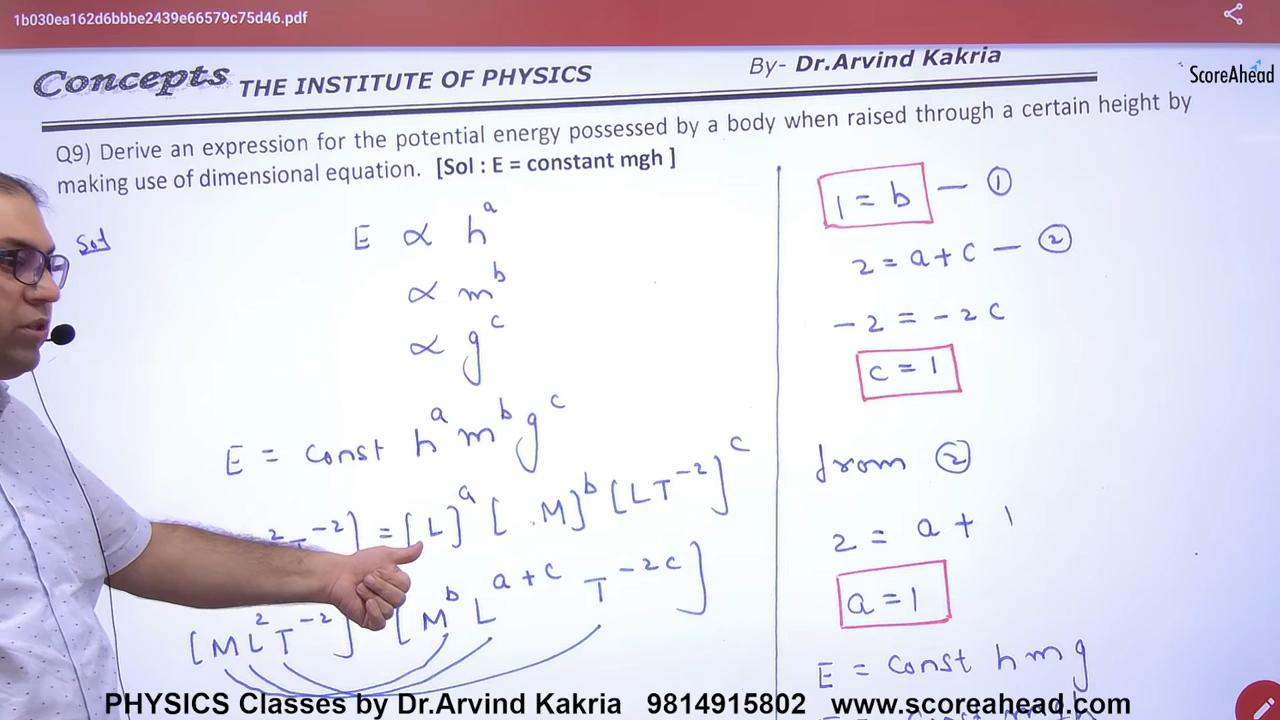 1b030ea162d6bbbe2439e66579c75d46.pdf
Concepts THE INSTITUTE OF PHYSICS
By- Dr.Arvind Kakria
ScoreAhead
Q9) Derive an expression for the potential energy possessed by a body when raised through a certain height by
making use of dimensional equation. [Sol : E = constant mgh ]
Sol
E ∝ h^a
∝ m^b
∝ g^c
E = const h^a m^b g^c
^2 T^-2] = [L]^a [ M]^b [LT^-2]^c
[M L^2 T^-2] [M^b L^a+c T^-2c]
1 = b — ①
2 = a + c — ②
-2 = -2c
c = 1
from ②
2 = a + 1
a = 1
E = const h m g
PHYSICS Classes by Dr.Arvind Kakria 9814915802 www.scoreahead.com